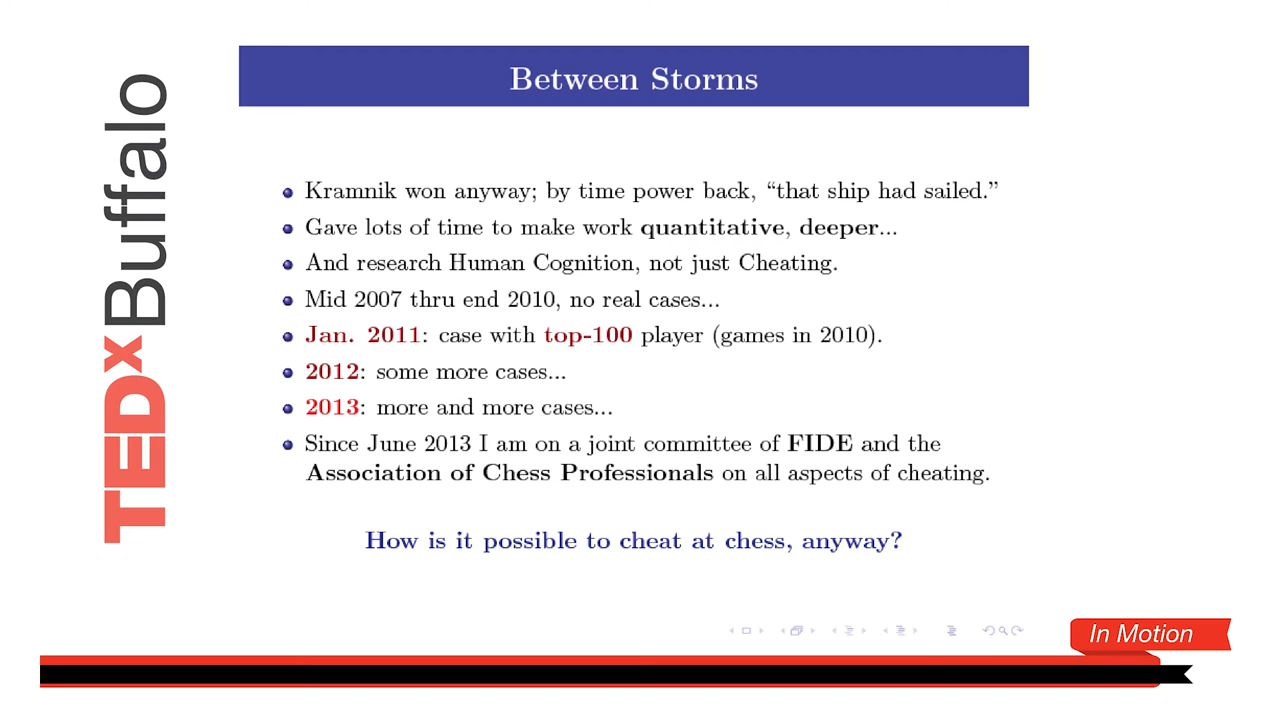 Between Storms
TEDxBuffalo
Kramnik won anyway; by time power back, “that ship had sailed.”
Gave lots of time to make work quantitative, deeper...
And research Human Cognition, not just Cheating.
Mid 2007 thru end 2010, no real cases...
Jan. 2011: case with top-100 player (games in 2010).
2012: some more cases...
2013: more and more cases...
Since June 2013 I am on a joint committee of FIDE and the
Association of Chess Professionals on all aspects of cheating.
How is it possible to cheat at chess, anyway?
In Motion